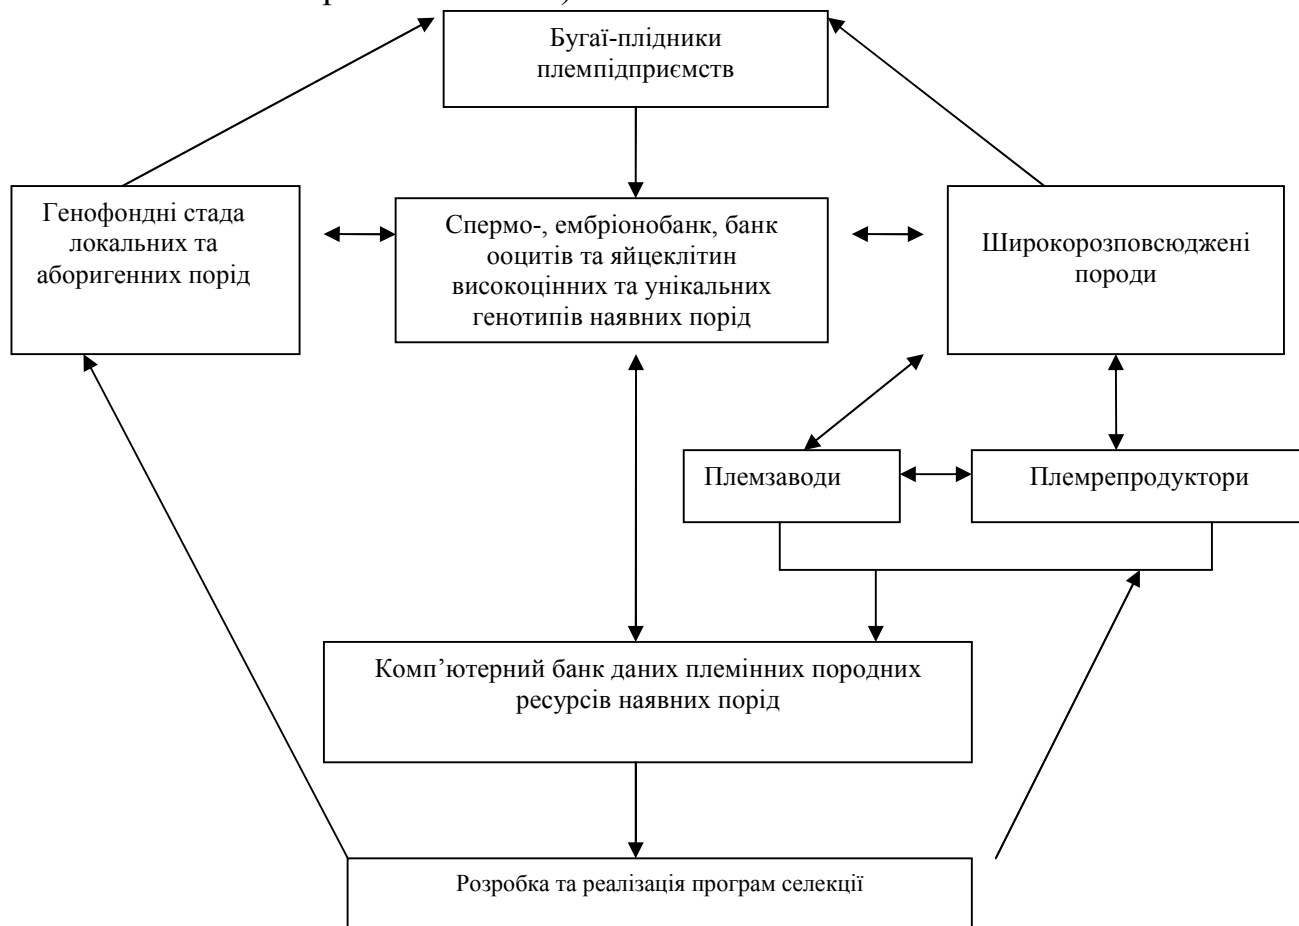 Бугаї-плідники
племпідприємств
Генофондні стада
локальних та
аборигенних порід
Спермо-, ембріонобанк, банк
ооцитів та яйцеклітин
високоцінних та унікальних
генотипів наявних порід
Широкорозповсюджені
породи
Племзаводи
Племрепродуктори
Комп’ютерний банк даних племінних породних
ресурсів наявних порід
Розробка та реалізація програм селекції